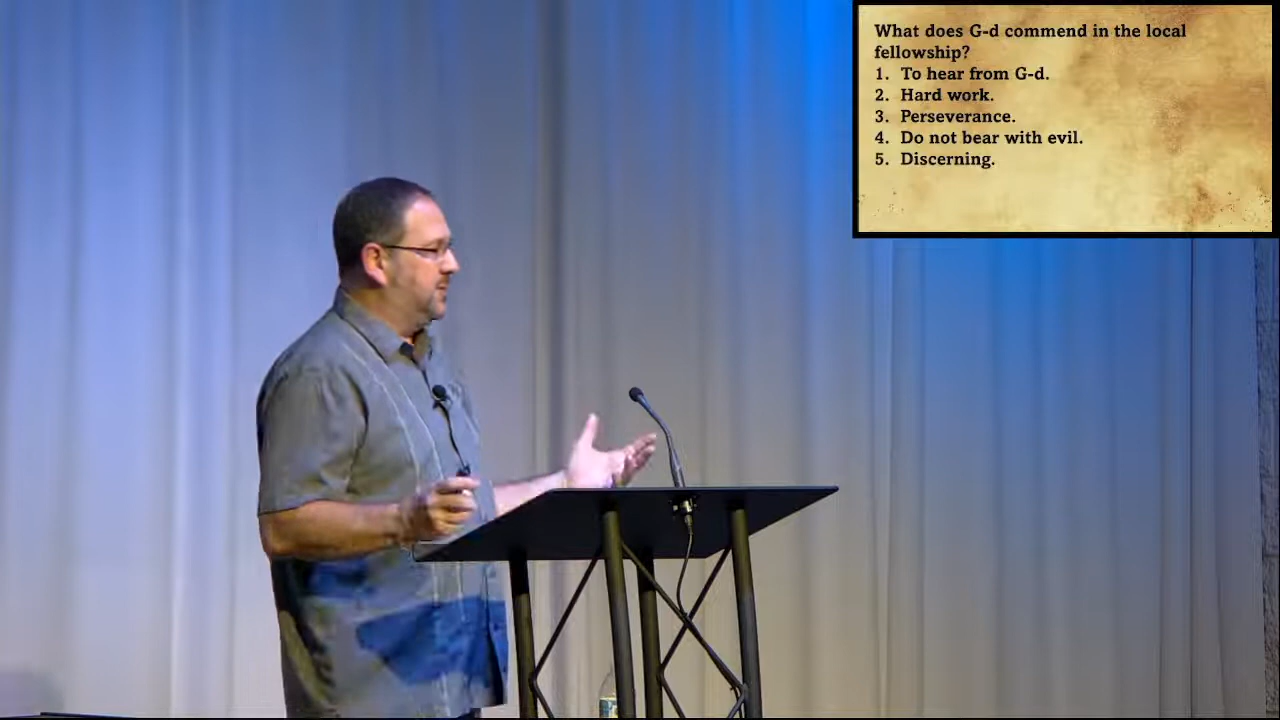 What does G-d commend in the local
fellowship?
1. To hear from G-d.
2. Hard work.
3. Perseverance.
4. Do not bear with evil.
5. Discerning.